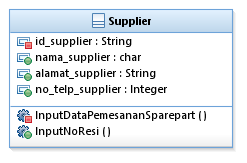 Supplier
id_supplier : String
nama_supplier : char
alamat_supplier : String
no_telp_supplier : Integer
InputDataPemesananSparepart ( )
InputNoResi ( )